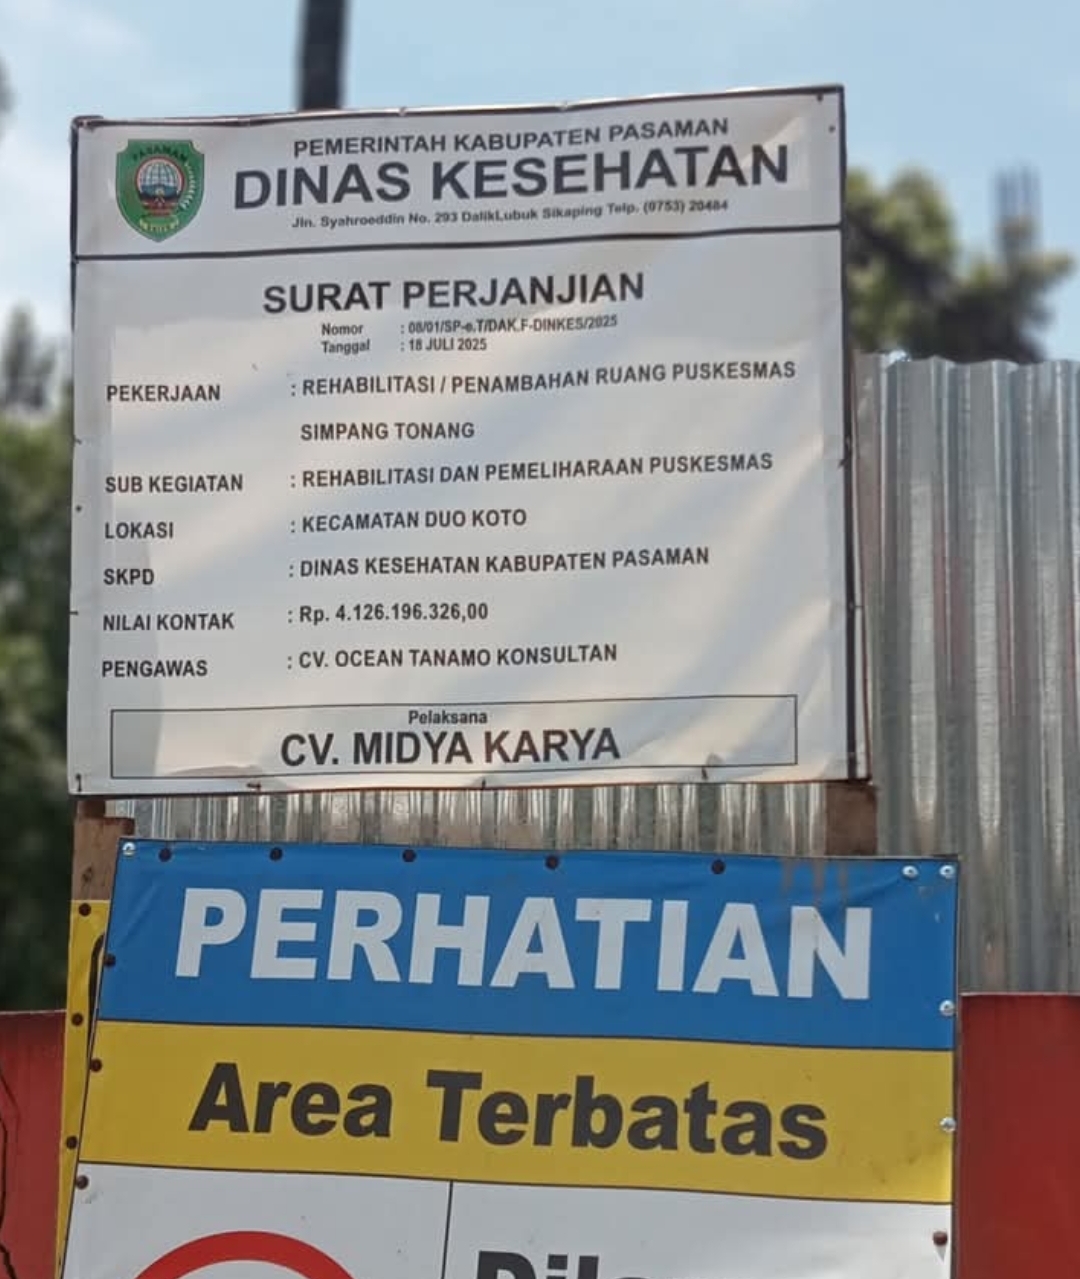 PASAMAN
PEMERINTAH KABUPATEN PASAMAN
DINAS KESEHATAN
Jln. Syahroeddin No. 293 DalikLubuk Sikaping Telp. (0753) 20484
SURAT PERJANJIAN
Nomor : 08/01/SP-e.T/DAK.F-DINKES/2025
Tanggal : 18 JULI 2025
PEKERJAAN : REHABILITASI / PENAMBAHAN RUANG PUSKESMAS
SIMPANG TONANG
SUB KEGIATAN : REHABILITASI DAN PEMELIHARAAN PUSKESMAS
LOKASI : KECAMATAN DUO KOTO
SKPD : DINAS KESEHATAN KABUPATEN PASAMAN
NILAI KONTAK : Rp. 4.126.196.326,00
PENGAWAS : CV. OCEAN TANAMO KONSULTAN
Pelaksana
CV. MIDYA KARYA
PERHATIAN
Area Terbatas